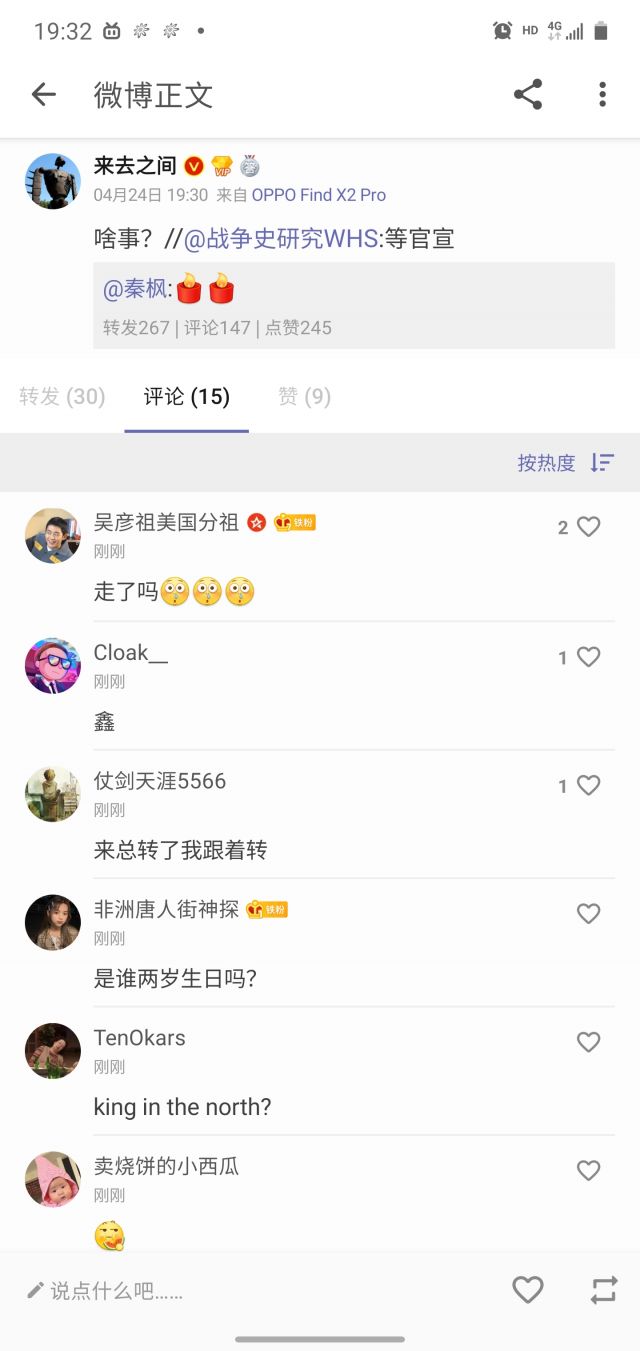 19:32
HD 4G
微博正文
来去之间 V VIP
04月24日 19:30 来自 OPPO Find X2 Pro
啥事？//@战争史研究WHS:等官宣
@秦枫:
转发267 | 评论147 | 点赞245
转发 (30) 评论 (15) 赞 (9)
按热度
吴彦祖美国分祖 铁粉 2
刚刚
走了吗
Cloak__ 1
刚刚
鑫
仗剑天涯5566 1
刚刚
来总转了我跟着转
非洲唐人街神探 铁粉
刚刚
是谁两岁生日吗?
TenOkars
刚刚
king in the north?
卖烧饼的小西瓜
刚刚
说点什么吧......